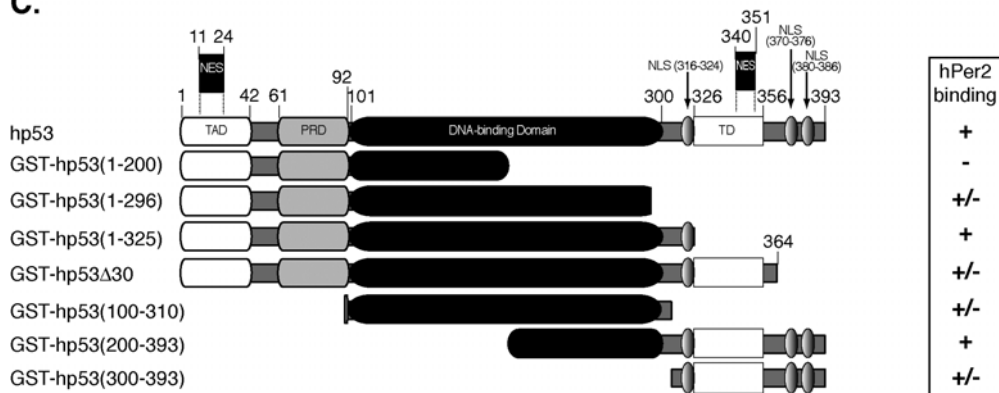 C.
11 24
NES
340 351
NES
NLS (316-324)
NLS (370-376)
NLS (380-386)
hPer2 binding
1 42 61 92 101 300 326 356 393
hp53 TAD PRD DNA-binding Domain TD +
GST-hp53(1-200) -
GST-hp53(1-296) +/-
GST-hp53(1-325) +
GST-hp53Δ30 364 +/-
GST-hp53(100-310) +/-
GST-hp53(200-393) +
GST-hp53(300-393) +/-